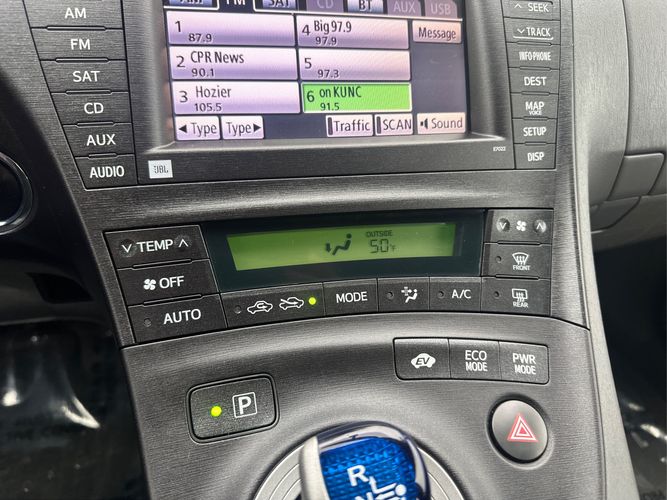 FM SAT CD BT AUX USB
1 87.9
4 Big97.9 97.9
Message
2 CPR News 90.1
5 97.3
3 Hozier 105.5
6 on KUNC 91.5
◄ Type Type ► Traffic SCAN Sound
JBL
E7022
AM
FM
SAT
CD
AUX
AUDIO
∧ SEEK
∨ TRACK
INFO PHONE
DEST
MAP
VOICE
SETUP
DISP
∨ TEMP ∧
OFF
AUTO
OUTSIDE
50°F
MODE
A/C
FRONT
REAR
EV
ECO
MODE
PWR
MODE
P
R